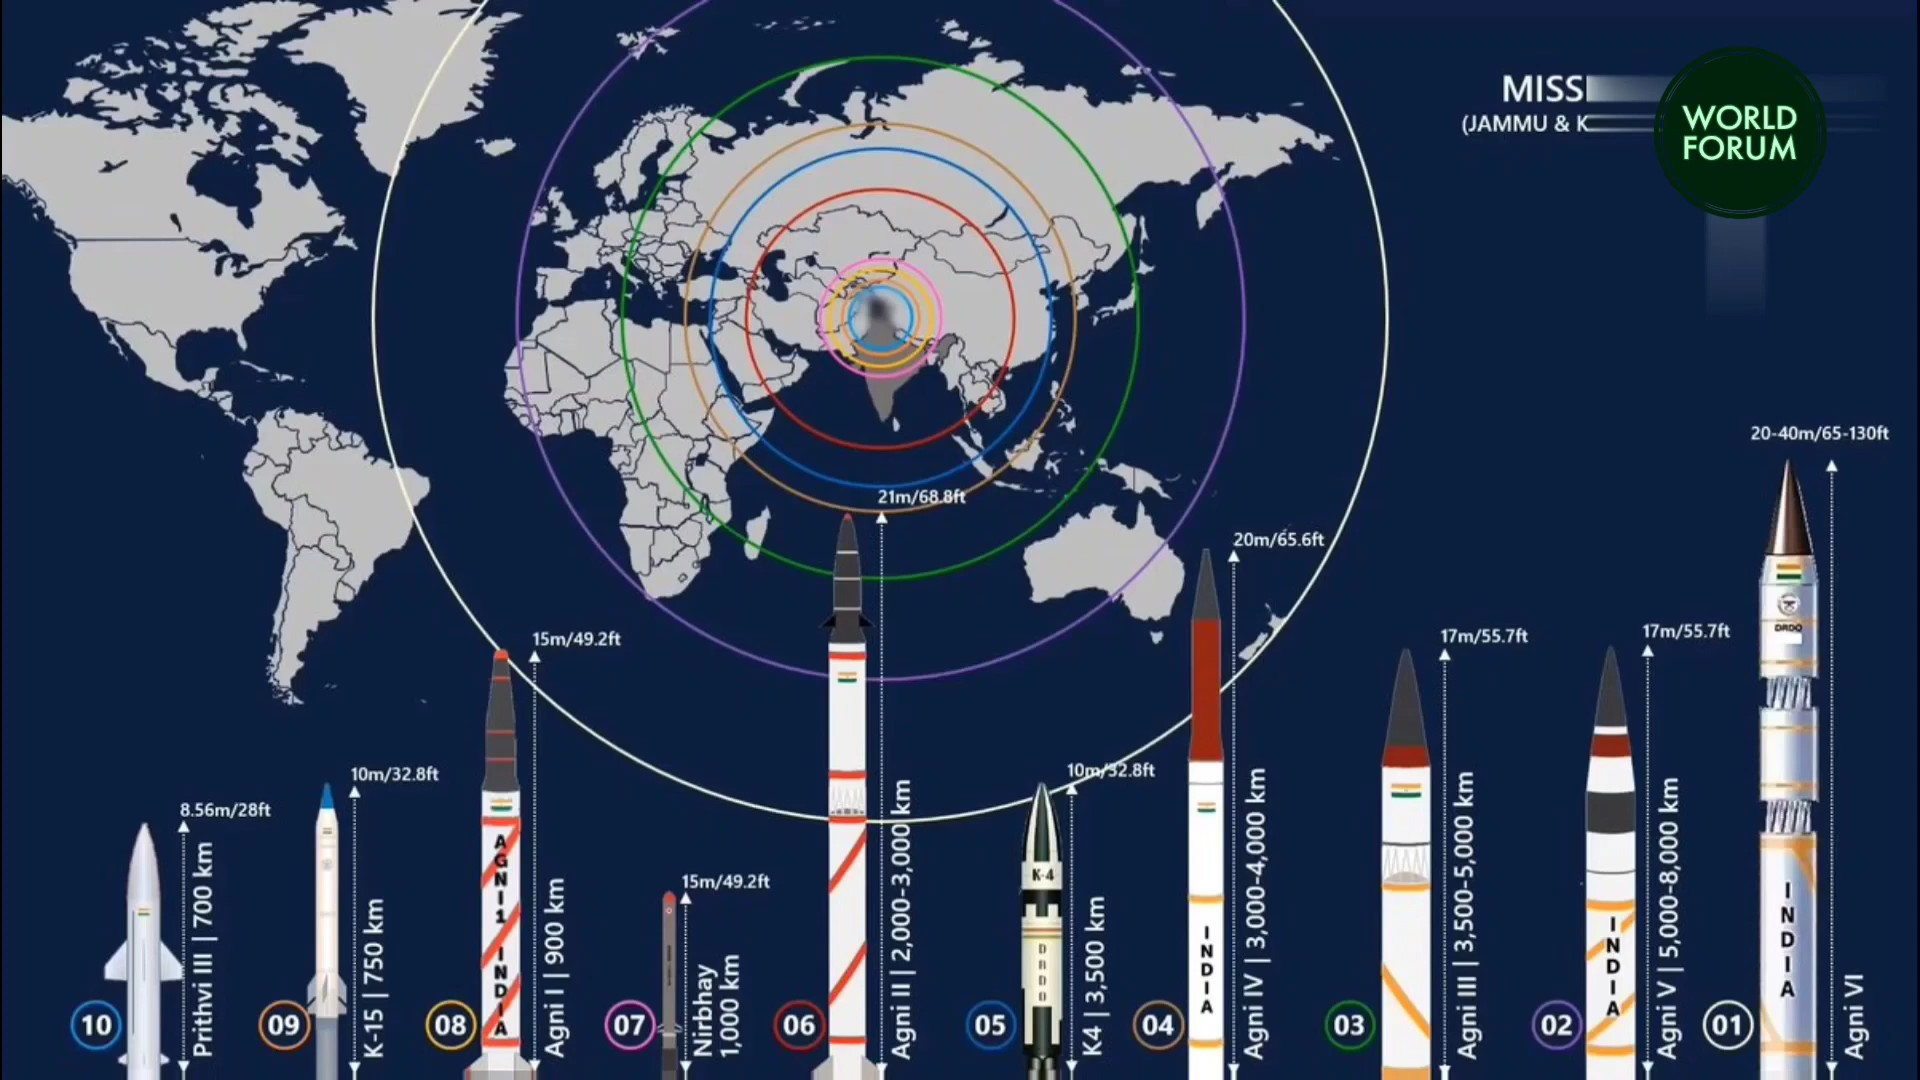 MISS
(JAMMU & K
WORLD
FORUM
20-40m/65-130ft
21m/68.8ft
20m/65.6ft
15m/49.2ft
17m/55.7ft
17m/55.7ft
10m/32.8ft
10m/32.8ft
8.56m/28ft
15m/49.2ft
10
Prithvi III | 700 km
09
K-15 | 750 km
08
AGNI1 INDIA
Agni I | 900 km
07
Nirbhay
1,000 km
06
Agni II | 2,000-3,000 km
05
K-4
DRDO
K4 | 3,500 km
04
INDIA
Agni IV | 3,000-4,000 km
03
Agni III | 3,500-5,000 km
02
INDIA
Agni V | 5,000-8,000 km
01
DRDO
INDIA
Agni VI